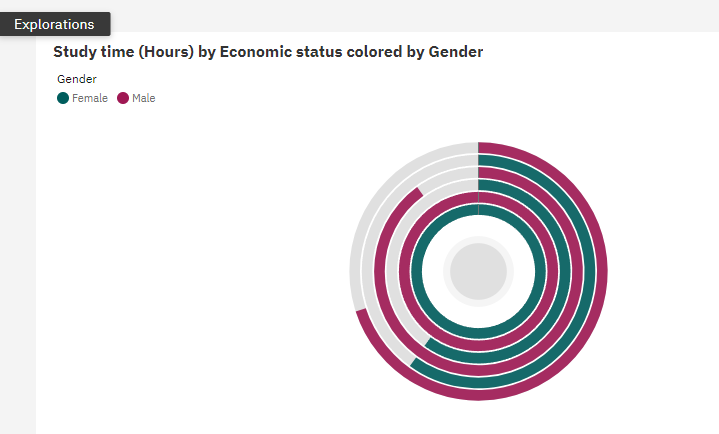 Explorations
Study time (Hours) by Economic status colored by Gender
Gender
Female Male